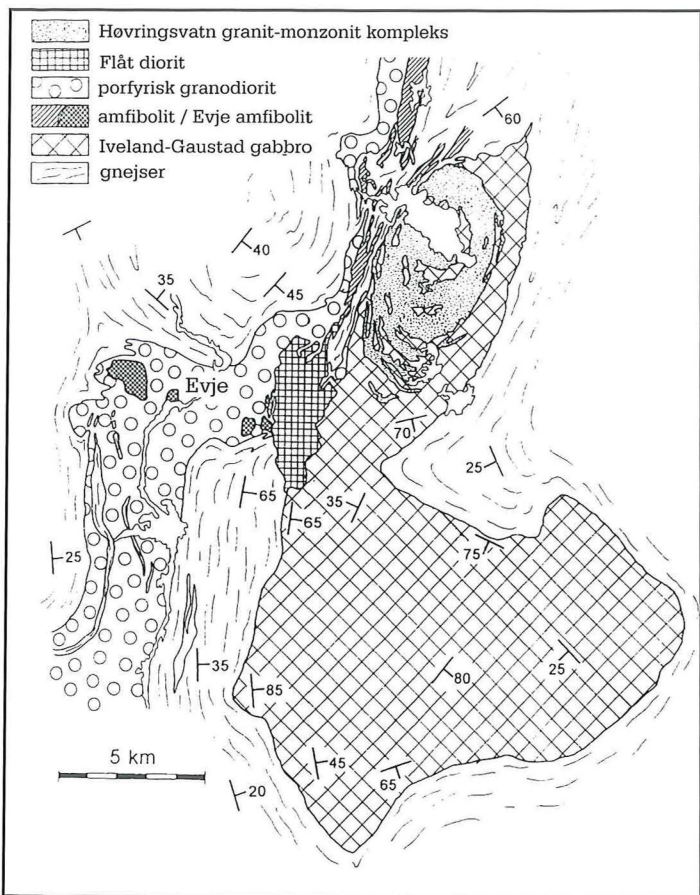 Høvringsvatn granit-monzonit kompleks
Flåt diorit
porfyrisk granodiorit
amfibolit / Evje amfibolit
Iveland-Gaustad gabbro
gnejser
60
40
35
45
Evje
70
25
65
35
65
75
25
35
25
80
85
45
65
5 km
20